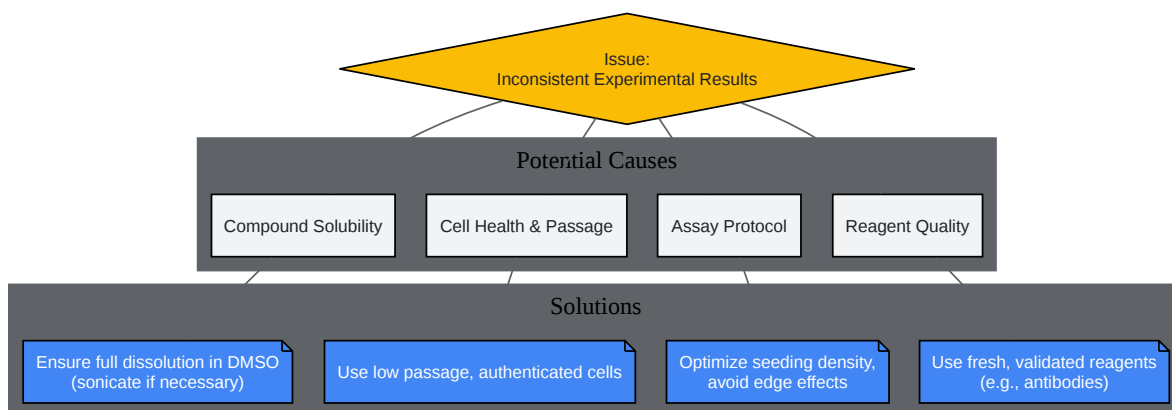 Issue:
Inconsistent Experimental Results
Potential Causes
Compound Solubility
Cell Health & Passage
Assay Protocol
Reagent Quality
Solutions
Ensure full dissolution in DMSO
(sonicate if necessary)
Use low passage, authenticated cells
Optimize seeding density,
avoid edge effects
Use fresh, validated reagents
(e.g., antibodies)